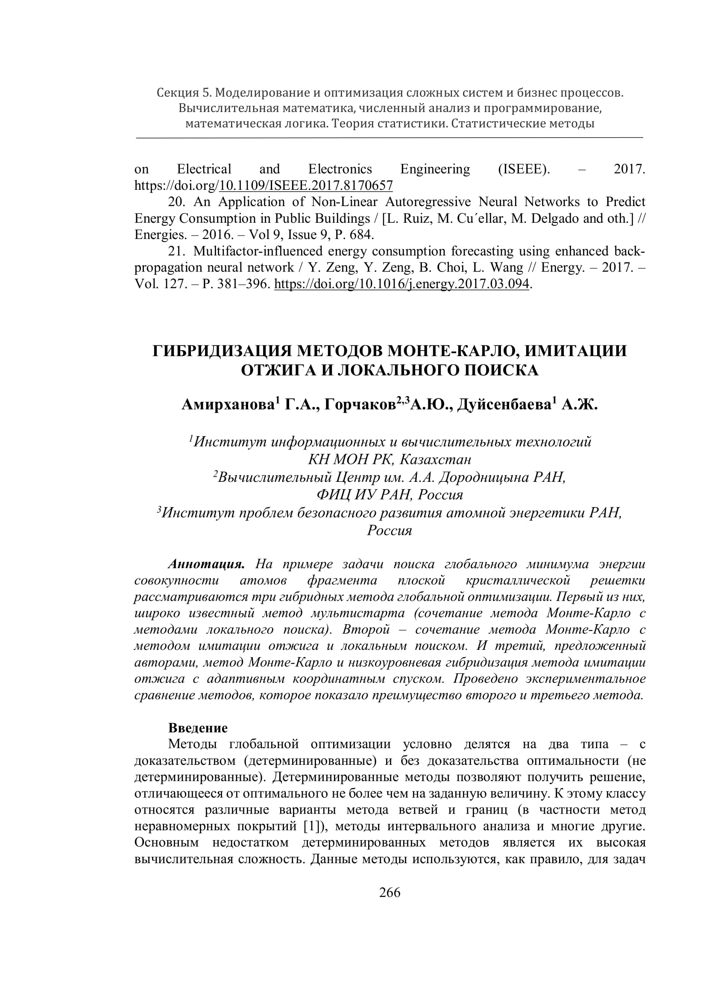 Секция 5. Моделирование и оптимизация сложных систем и бизнес процессов.
Вычислительная математика, численный анализ и программирование,
математическая логика. Теория статистики. Статистические методы
on Electrical and Electronics Engineering (ISEEE). – 2017.
https://doi.org/10.1109/ISEEE.2017.8170657
20. An Application of Non-Linear Autoregressive Neural Networks to Predict
Energy Consumption in Public Buildings / [L. Ruiz, M. Cu´ellar, M. Delgado and oth.] //
Energies. – 2016. – Vol 9, Issue 9, P. 684.
21. Multifactor-influenced energy consumption forecasting using enhanced back-
propagation neural network / Y. Zeng, Y. Zeng, B. Choi, L. Wang // Energy. – 2017. –
Vol. 127. – P. 381–396. https://doi.org/10.1016/j.energy.2017.03.094.
ГИБРИДИЗАЦИЯ МЕТОДОВ МОНТЕ-КАРЛО, ИМИТАЦИИ
ОТЖИГА И ЛОКАЛЬНОГО ПОИСКА
Амирханова¹ Г.А., Горчаков²,³А.Ю., Дуйсенбаева¹ А.Ж.
¹Институт информационных и вычислительных технологий
КН МОН РК, Казахстан
²Вычислительный Центр им. А.А. Дородницына РАН,
ФИЦ ИУ РАН, Россия
³Институт проблем безопасного развития атомной энергетики РАН,
Россия
Аннотация. На примере задачи поиска глобального минимума энергии
совокупности атомов фрагмента плоской кристаллической решетки
рассматриваются три гибридных метода глобальной оптимизации. Первый из них,
широко известный метод мультистарта (сочетание метода Монте-Карло с
методами локального поиска). Второй – сочетание метода Монте-Карло с
методом имитации отжига и локальным поиском. И третий, предложенный
авторами, метод Монте-Карло и низкоуровневая гибридизация метода имитации
отжига с адаптивным координатным спуском. Проведено экспериментальное
сравнение методов, которое показало преимущество второго и третьего метода.
Введение
Методы глобальной оптимизации условно делятся на два типа – с
доказательством (детерминированные) и без доказательства оптимальности (не
детерминированные). Детерминированные методы позволяют получить решение,
отличающееся от оптимального не более чем на заданную величину. К этому классу
относятся различные варианты метода ветвей и границ (в частности метод
неравномерных покрытий [1]), методы интервального анализа и многие другие.
Основным недостатком детерминированных методов является их высокая
вычислительная сложность. Данные методы используются, как правило, для задач
266